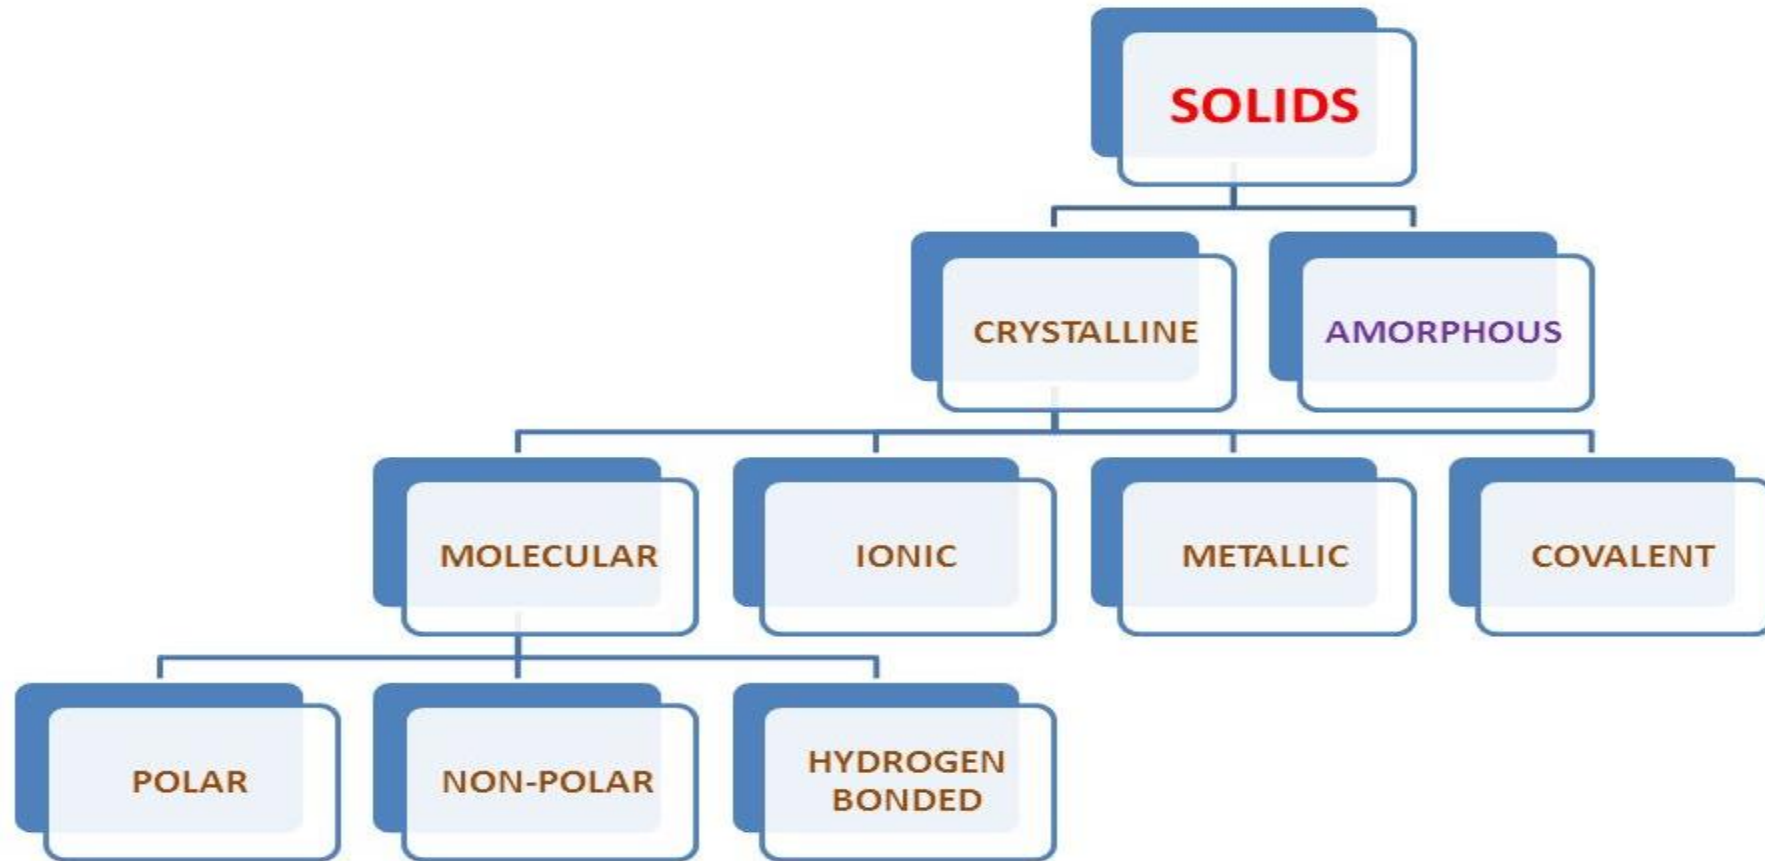 SOLIDS
CRYSTALLINE
AMORPHOUS
MOLECULAR
IONIC
METALLIC
COVALENT
POLAR
NON-POLAR
HYDROGEN
BONDED